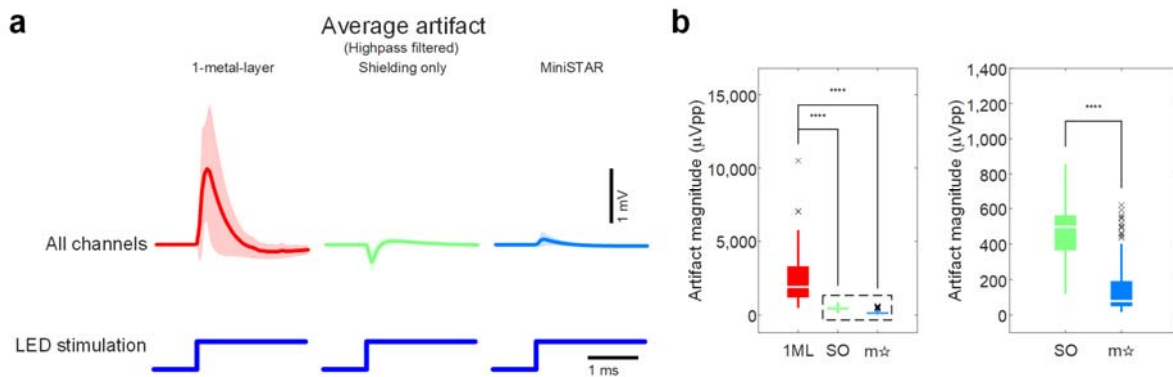 a
Average artifact
(Highpass filtered)
1-metal-layer
Shielding only
MiniSTAR
All channels
1 mV
LED stimulation
1 ms
b
Artifact magnitude (µVpp)
15,000
10,000
5,000
0
****
****
1ML SO m☆
Artifact magnitude (µVpp)
1,400
1,200
1,000
800
600
400
200
0
****
SO m☆